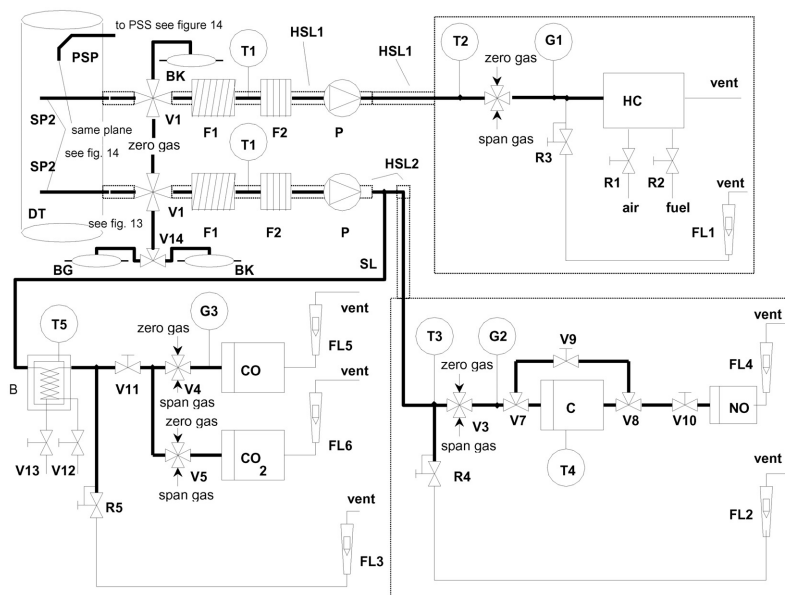 to PSS see figure 14
PSP
BK
T1
HSL1
HSL1
T2
G1
zero gas
vent
HC
SP2
V1
F1
F2
P
same plane
see fig. 14
zero gas
T1
span gas
R3
R1
R2
air
fuel
vent
FL1
SP2
HSL2
DT
see fig. 13
V1
F1
F2
P
V14
BG
BK
SL
vent
T5
zero gas
G3
FL5
CO
B
V11
V4
span gas
vent
zero gas
FL6
CO
2
V5
span gas
V13
V12
R5
vent
FL3
T3
zero gas
G2
V9
vent
FL4
C
NO
V3
V7
V8
V10
span gas
T4
R4
vent
FL2